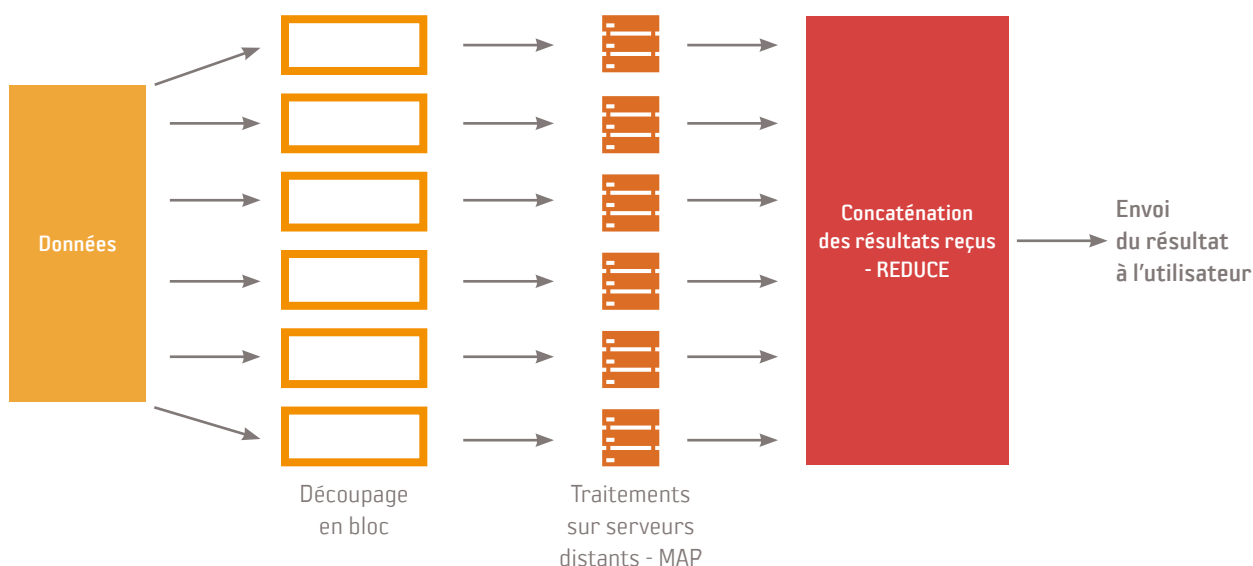 Données
Découpage
en bloc
Traitements
sur serveurs
distants - MAP
Concaténation
des résultats reçus
- REDUCE
Envoi
du résultat
à l'utilisateur